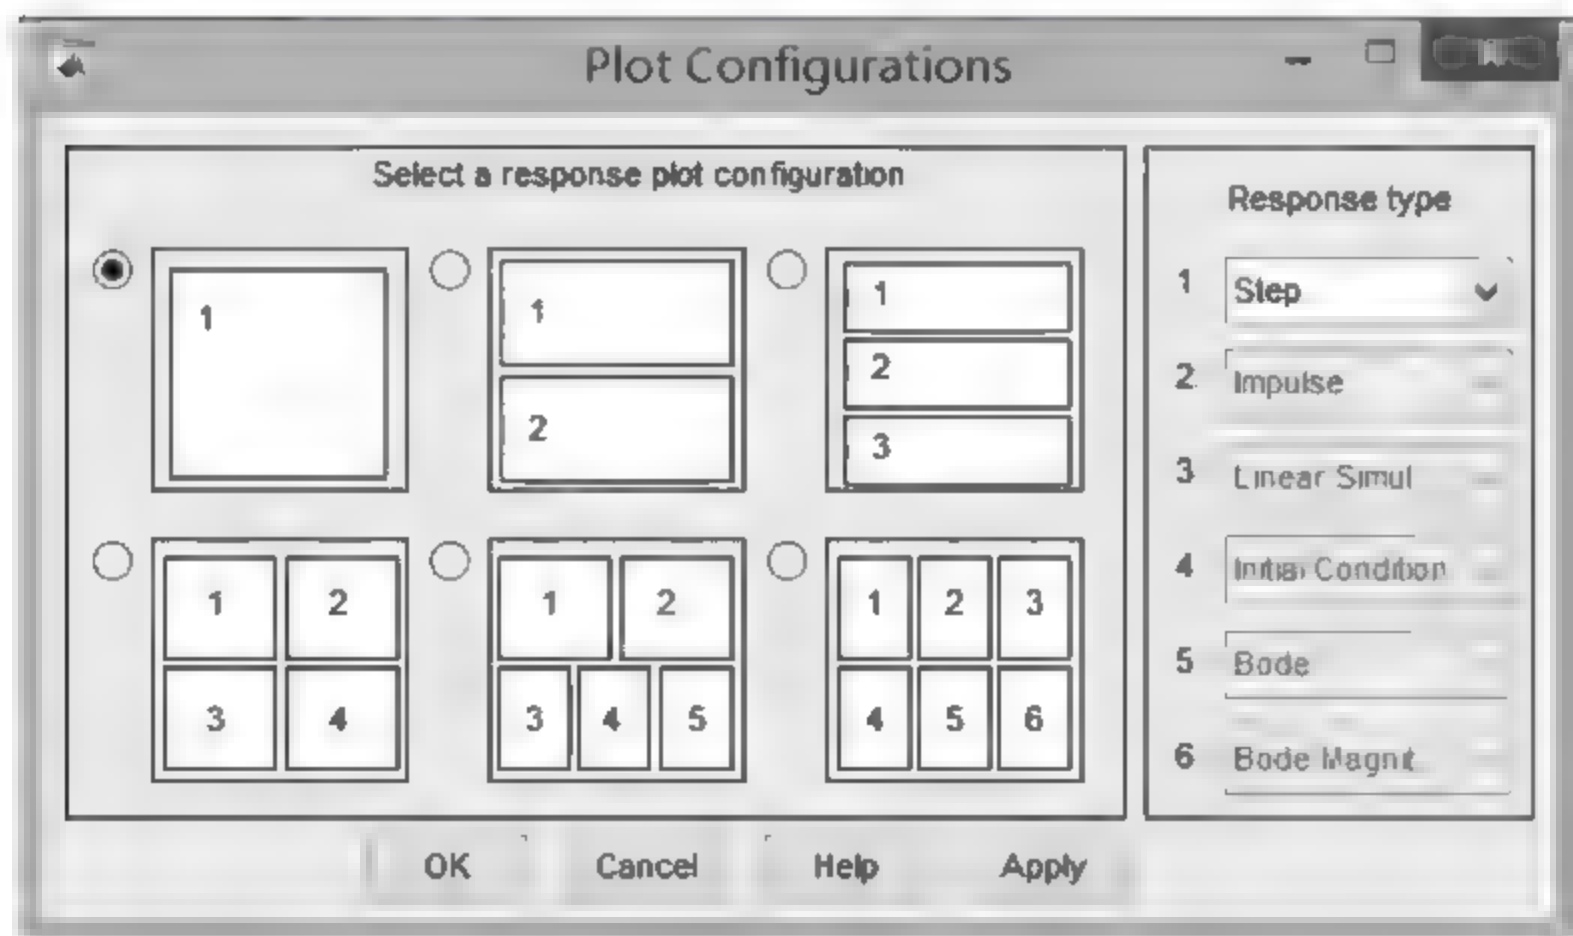 Plot Configurations
Select a response plot configuration
1
1
2
1
2
3
1 2
3 4
1 2
3 4 5
1 2 3
4 5 6
Response type
1 Step
2 Impulse
3 Linear Simul
4 Initial Condition
5 Bode
6 Bode Magnit
OK Cancel Help Apply